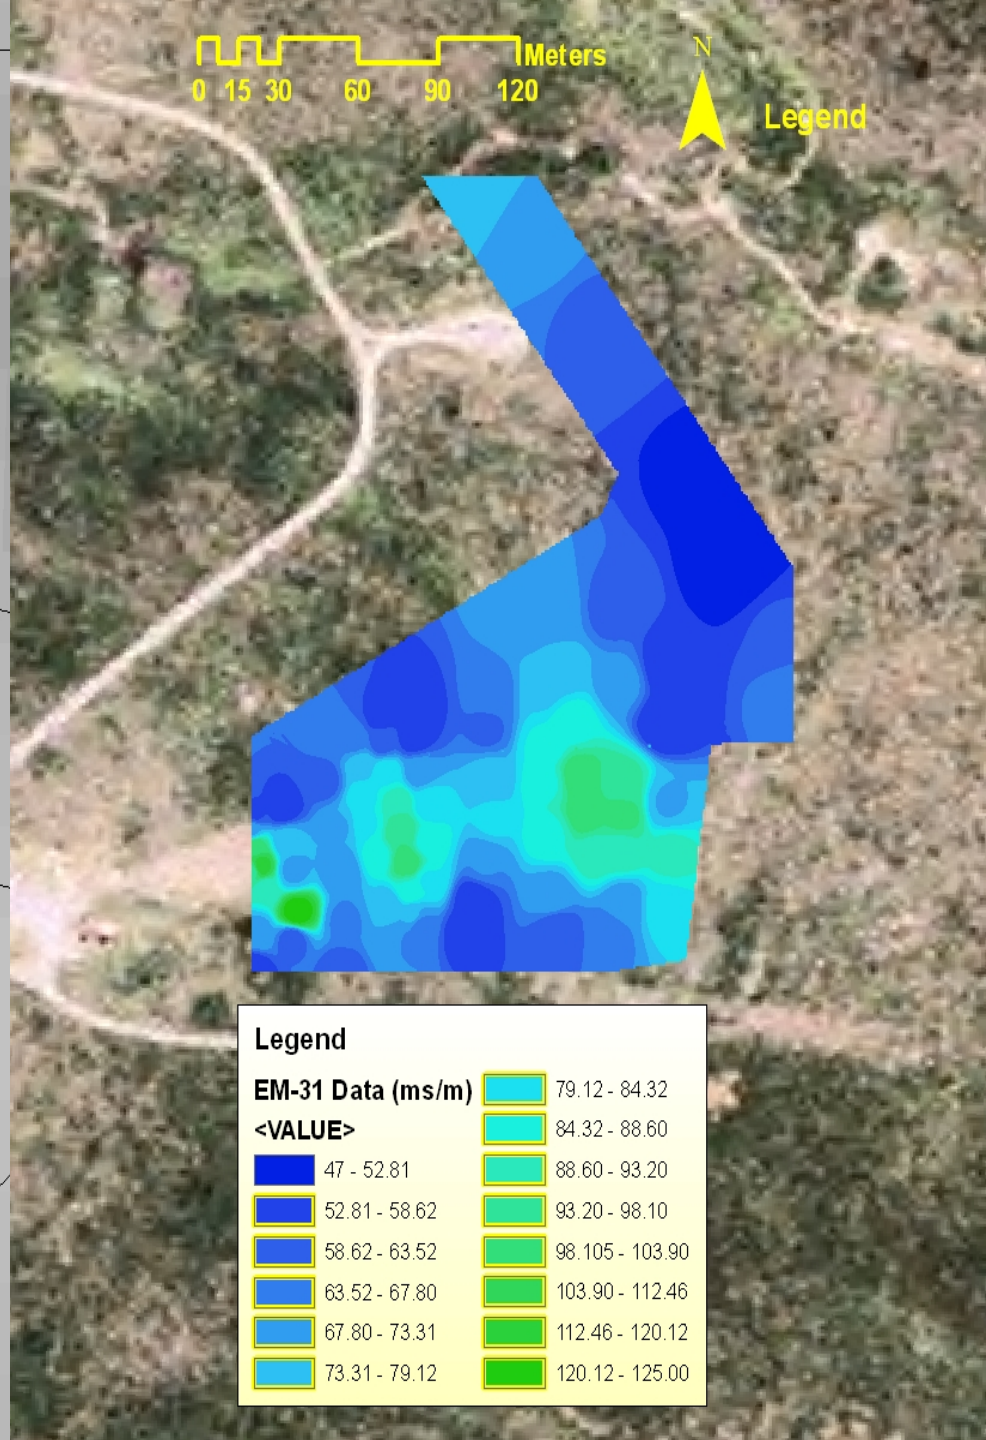 Meters
0 15 30 60 90 120
N
Legend
Legend
EM-31 Data (ms/m)
<VALUE>
47 - 52.81
52.81 - 58.62
58.62 - 63.52
63.52 - 67.80
67.80 - 73.31
73.31 - 79.12
79.12 - 84.32
84.32 - 88.60
88.60 - 93.20
93.20 - 98.10
98.105 - 103.90
103.90 - 112.46
112.46 - 120.12
120.12 - 125.00